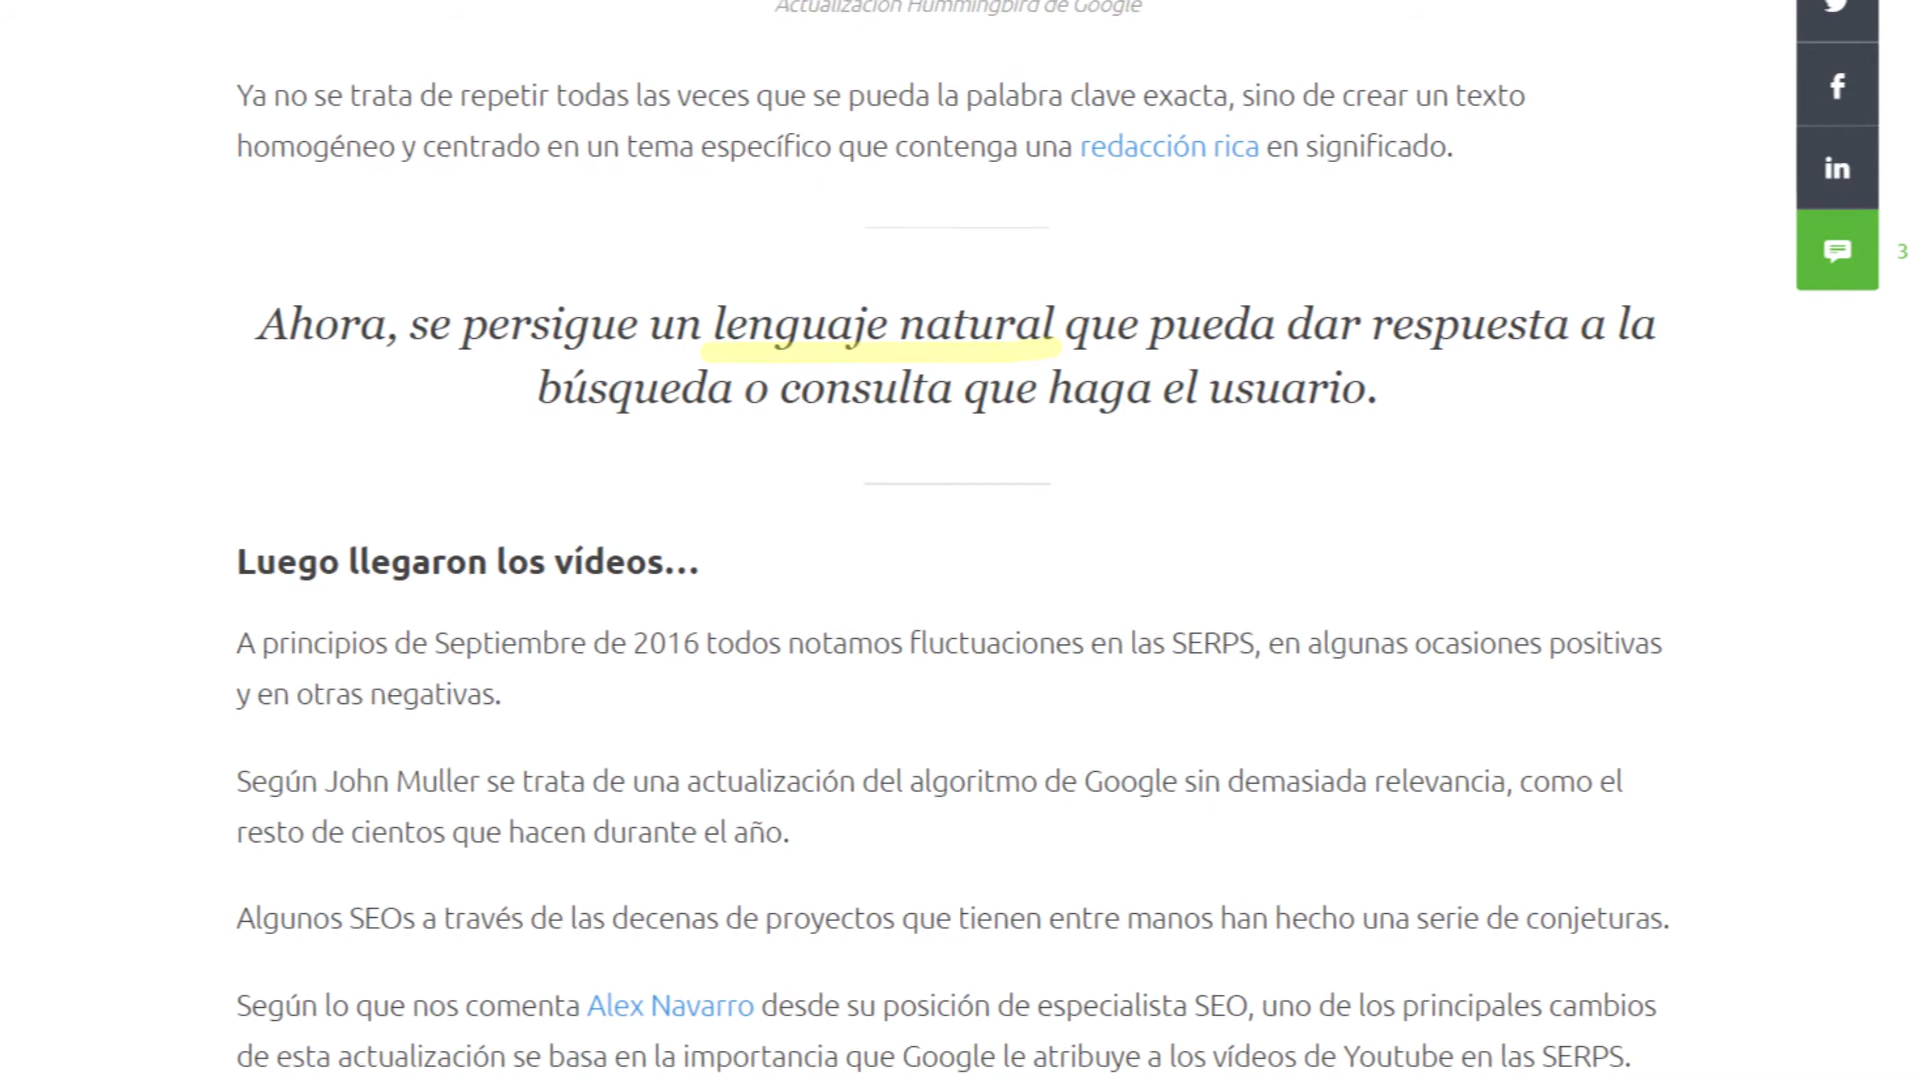 Actualización Hummingbird de Google
Ya no se trata de repetir todas las veces que se pueda la palabra clave exacta, sino de crear un texto
homogéneo y centrado en un tema específico que contenga una redacción rica en significado.
Ahora, se persigue un lenguaje natural que pueda dar respuesta a la
búsqueda o consulta que haga el usuario.
Luego llegaron los vídeos...
A principios de Septiembre de 2016 todos notamos fluctuaciones en las SERPS, en algunas ocasiones positivas
y en otras negativas.
Según John Muller se trata de una actualización del algoritmo de Google sin demasiada relevancia, como el
resto de cientos que hacen durante el año.
Algunos SEOs a través de las decenas de proyectos que tienen entre manos han hecho una serie de conjeturas.
Según lo que nos comenta Alex Navarro desde su posición de especialista SEO, uno de los principales cambios
de esta actualización se basa en la importancia que Google le atribuye a los vídeos de Youtube en las SERPS.
f
in
3